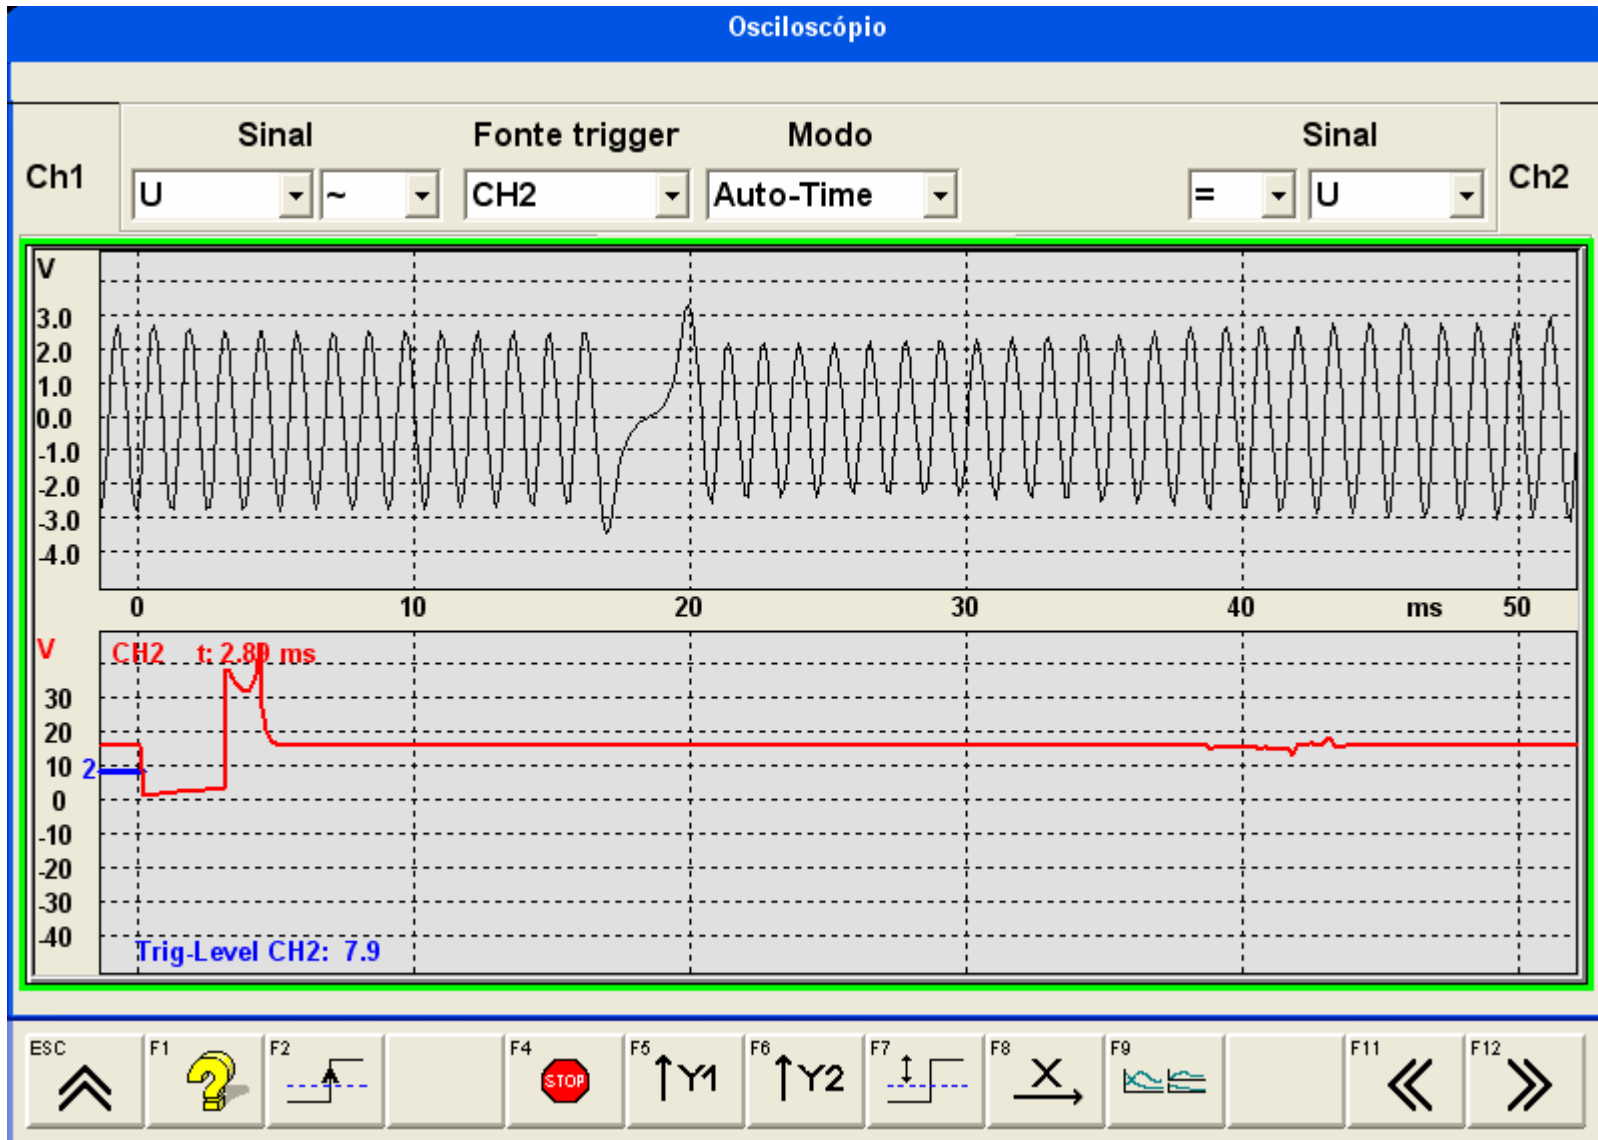 Osciloscópio
Sinal Fonte trigger Modo Sinal
Ch1 U ~ CH2 Auto-Time = U Ch2
V
3.0
2.0
1.0
0.0
-1.0
-2.0
-3.0
-4.0
0 10 20 30 40 ms 50
V CH2 t: 2.89 ms
30
20
10 2
0
-10
-20
-30
-40 Trig-Level CH2: 7.9
ESC F1 F2 F4 F5 F6 F7 F8 F9 F11 F12
STOP Y1 Y2 X